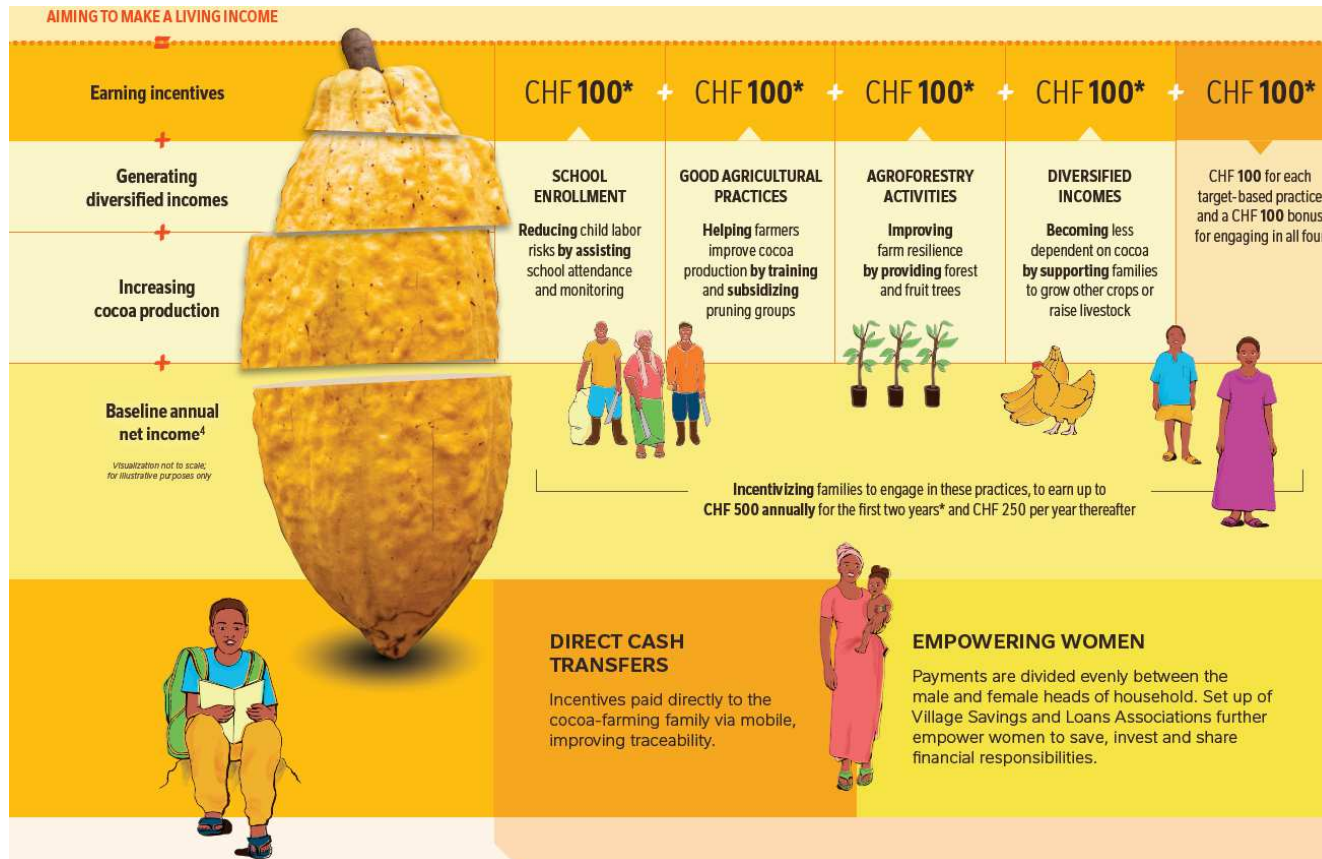 AIMING TO MAKE A LIVING INCOME
=
Earning incentives
+
Generating
diversified incomes
+
Increasing
cocoa production
+
Baseline annual
net income4
Visualization not to scale;
for illustrative purposes only
CHF 100* + CHF 100* + CHF 100* + CHF 100* + CHF 100*
SCHOOL
ENROLLMENT
Reducing child labor
risks by assisting
school attendance
and monitoring
GOOD AGRICULTURAL
PRACTICES
Helping farmers
improve cocoa
production by training
and subsidizing
pruning groups
AGROFORESTRY
ACTIVITIES
Improving
farm resilience
by providing forest
and fruit trees
DIVERSIFIED
INCOMES
Becoming less
dependent on cocoa
by supporting families
to grow other crops or
raise livestock
CHF 100 for each
target-based practice
and a CHF 100 bonus
for engaging in all four
Incentivizing families to engage in these practices, to earn up to
CHF 500 annually for the first two years* and CHF 250 per year thereafter
DIRECT CASH
TRANSFERS
Incentives paid directly to the
cocoa-farming family via mobile,
improving traceability.
EMPOWERING WOMEN
Payments are divided evenly between the
male and female heads of household. Set up of
Village Savings and Loans Associations further
empower women to save, invest and share
financial responsibilities.